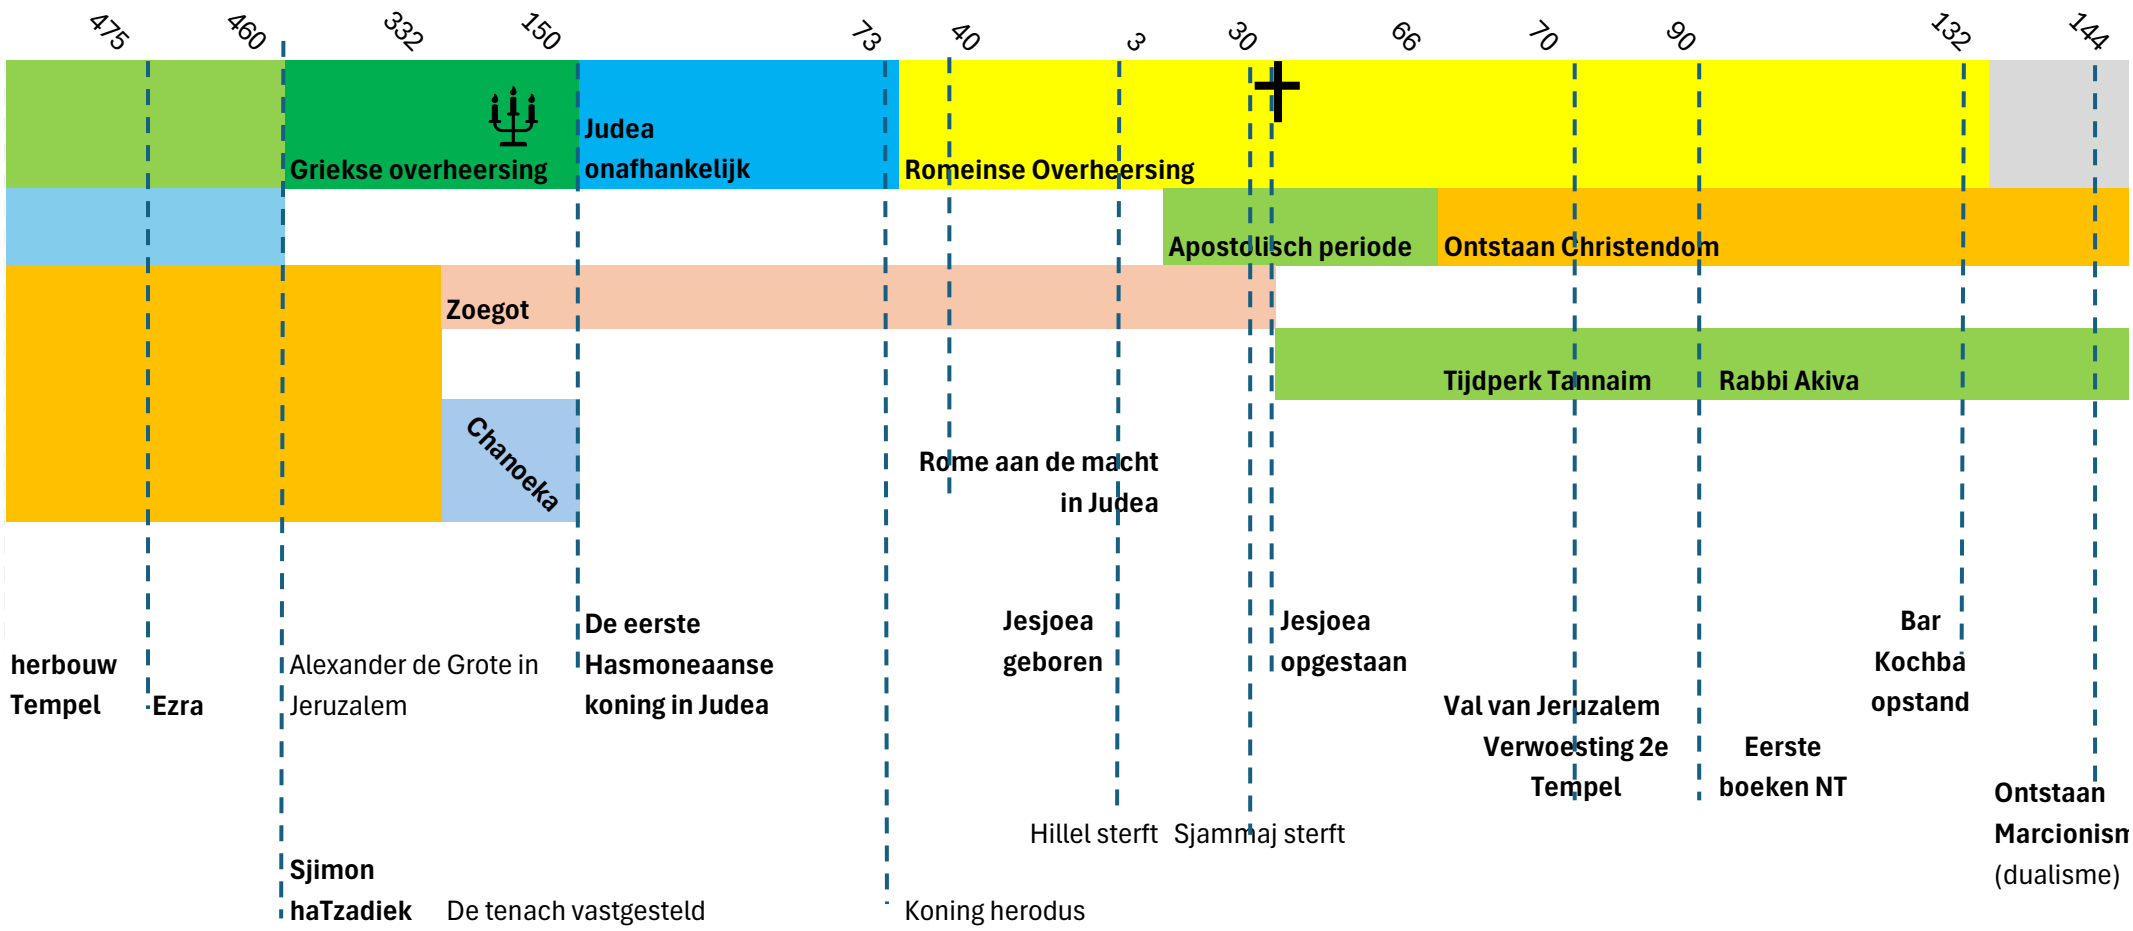 475 460 332 150 73 40 3 30 66 70 90 132 144
Judea
onafhankelijk
Griekse overheersing
Romeinse Overheersing
Apostolisch periode
Ontstaan Christendom
Zoegot
Tijdperk Tannaim
Rabbi Akiva
Chanoeka
Rome aan de macht
in Judea
herbouw
Tempel
Ezra
Alexander de Grote in
Jeruzalem
De eerste
Hasmoneaanse
koning in Judea
Jesjoea
geboren
Jesjoea
opgestaan
Val van Jeruzalem
Verwoesting 2e
Tempel
Eerste
boeken NT
Bar
Kochba
opstand
Ontstaan
Marcionism
(dualisme)
Hillel sterft
Sjammaj sterft
Sjimon
haTzadiek
De tenach vastgesteld
Koning herodus